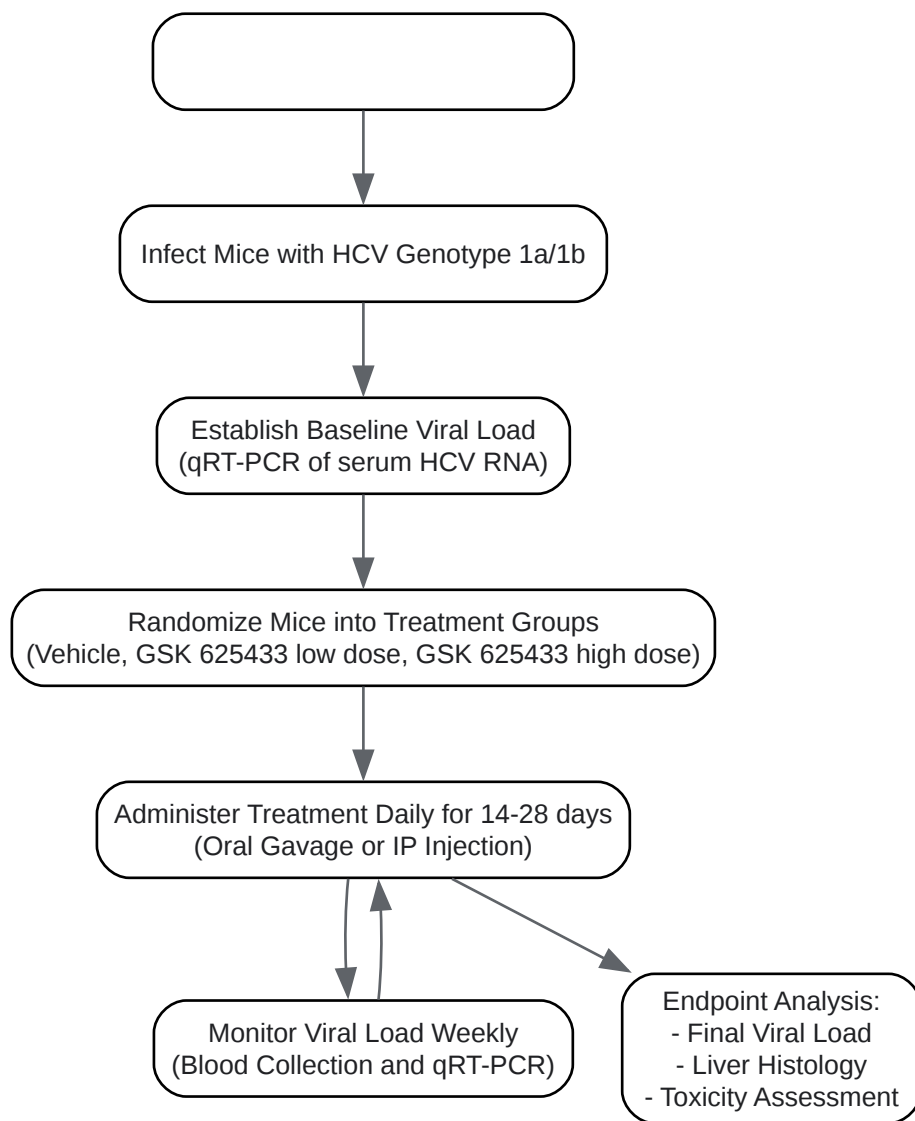 Infect Mice with HCV Genotype 1a/1b
Establish Baseline Viral Load
(qRT-PCR of serum HCV RNA)
Randomize Mice into Treatment Groups
(Vehicle, GSK 625433 low dose, GSK 625433 high dose)
Administer Treatment Daily for 14-28 days
(Oral Gavage or IP Injection)
Monitor Viral Load Weekly
(Blood Collection and qRT-PCR)
Endpoint Analysis:
- Final Viral Load
- Liver Histology
- Toxicity Assessment